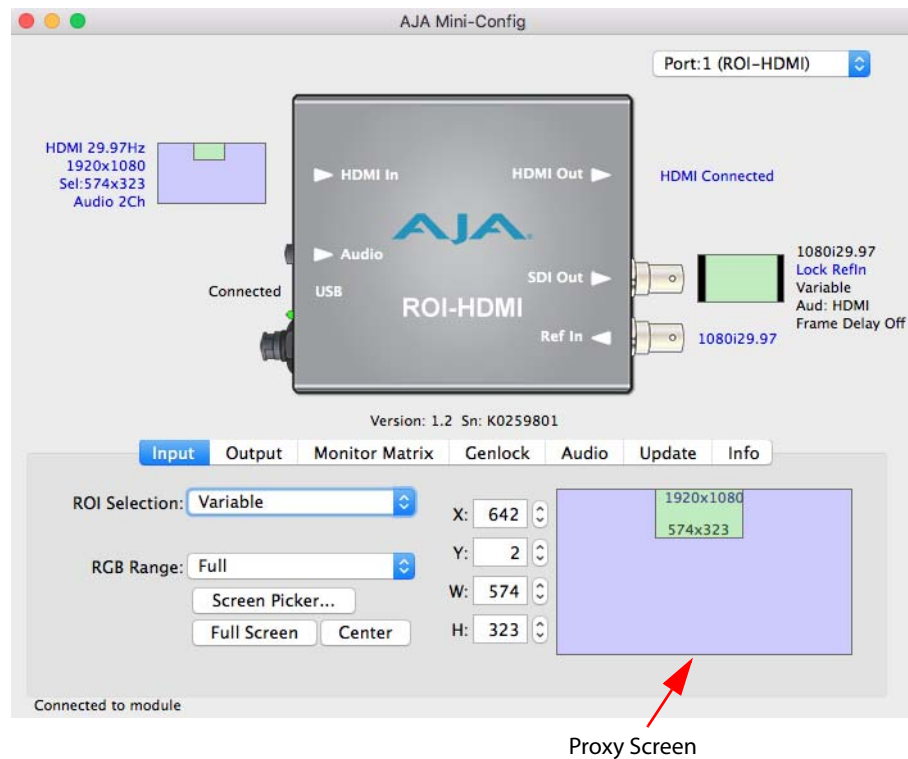 AJA Mini-Config
Port:1 (ROI-HDMI)
HDMI 29.97Hz
1920x1080
Sel:574x323
Audio 2Ch
HDMI In
HDMI Out
HDMI Connected
AJA
Audio
Connected
USB
SDI Out
ROI-HDMI
Ref In
1080i29.97
1080i29.97
Lock RefIn
Variable
Aud: HDMI
Frame Delay Off
Version: 1.2 Sn: K0259801
Input Output Monitor Matrix Genlock Audio Update Info
ROI Selection: Variable
RGB Range: Full
Screen Picker...
Full Screen Center
X: 642
Y: 2
W: 574
H: 323
1920x1080
574x323
Connected to module
Proxy Screen